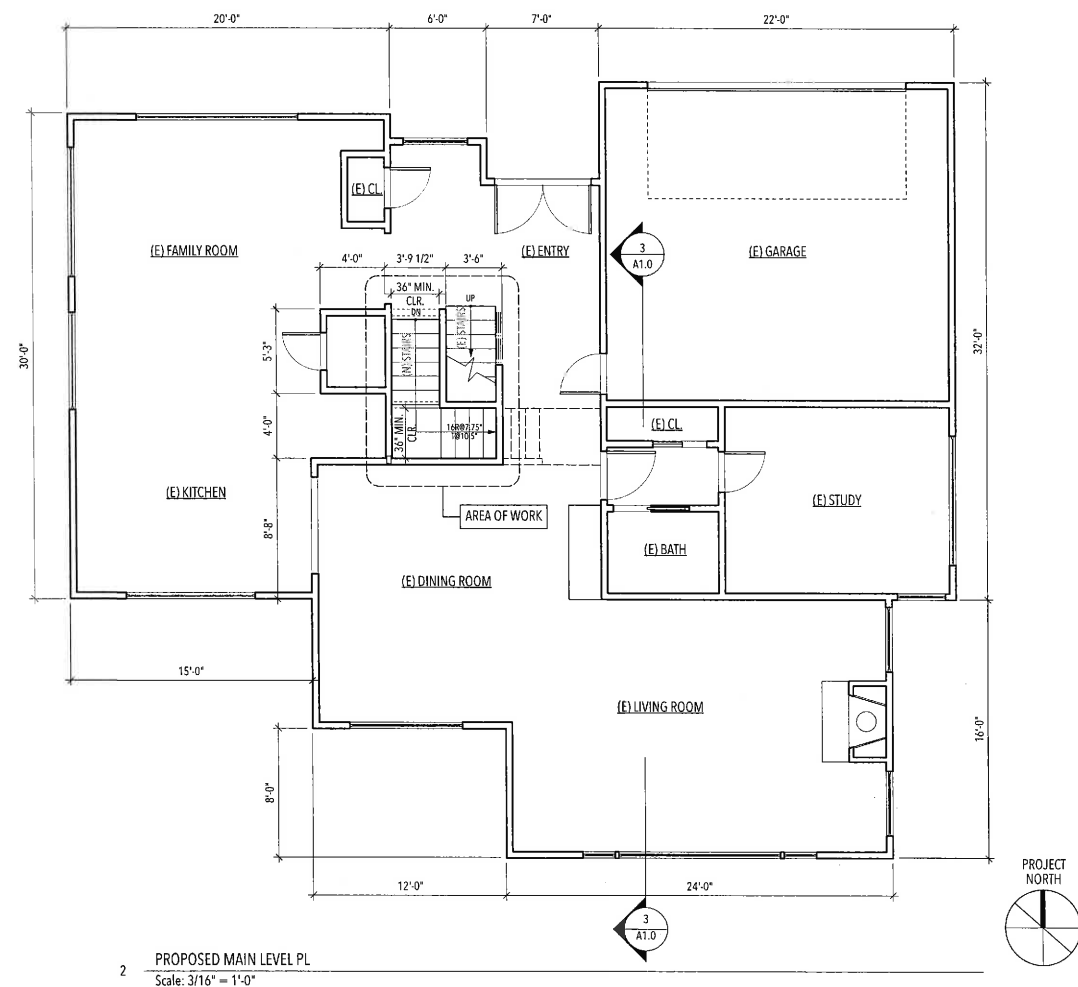 20'-0"
6'-0"
7'-0"
22'-0"
(E) CL.
(E) FAMILY ROOM
(E) ENTRY
3
A1.0
(E) GARAGE
4'-0"
3'-9 1/2"
3'-6"
36" MIN.
CLR.
DN
UP
(N) STAIRS
(E) STAIRS
30'-0"
5'-3"
32'-0"
4'-0"
36" MIN.
CLR.
16R@7.75"
T@10.5"
(E) CL.
(E) KITCHEN
(E) STUDY
AREA OF WORK
8'-8"
(E) BATH
(E) DINING ROOM
15'-0"
(E) LIVING ROOM
16'-0"
8'-0"
12'-0"
24'-0"
PROJECT
NORTH
3
A1.0
PROPOSED MAIN LEVEL PL
2
Scale: 3/16" = 1'-0"